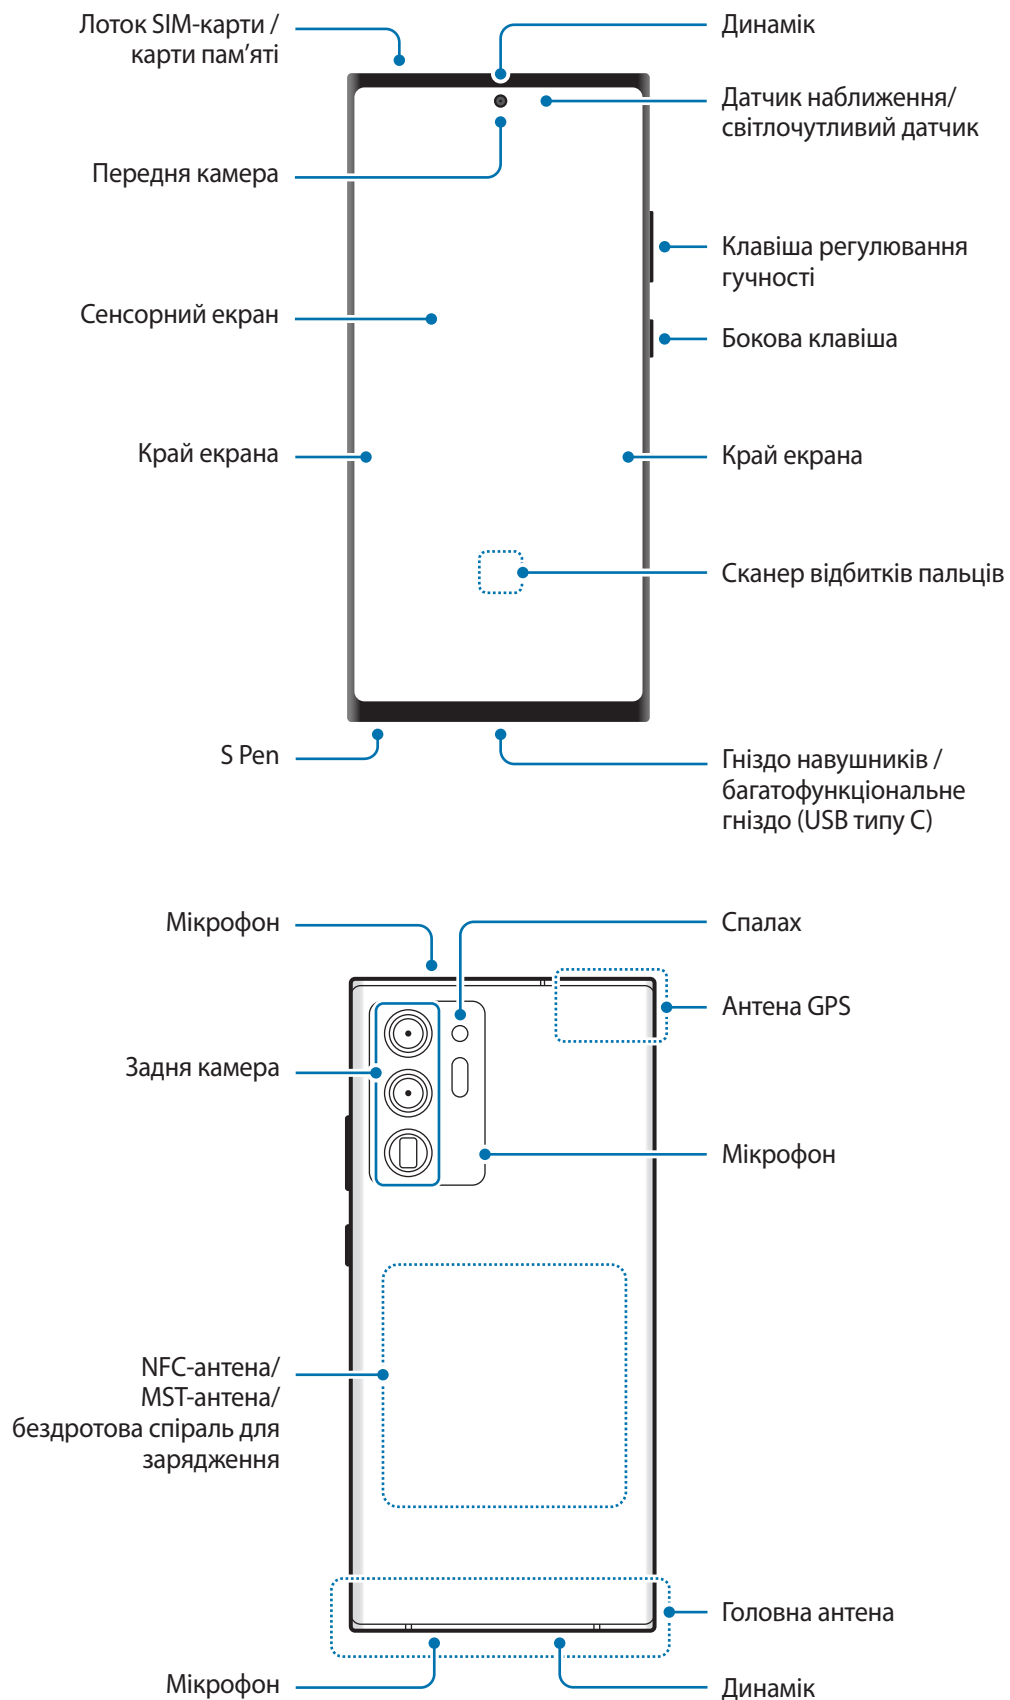 Лоток SIM-карти /
карти пам’яті
Динамік
Датчик наближення/
світлочутливий датчик
Передня камера
Клавіша регулювання
гучності
Сенсорний екран
Бокова клавіша
Край екрана
Край екрана
Сканер відбитків пальців
S Pen
Гніздо навушників /
багатофункціональне
гніздо (USB типу C)
Мікрофон
Спалах
Антена GPS
Задня камера
Мікрофон
NFC-антена/
MST-антена/
бездротова спіраль для
зарядження
Головна антена
Мікрофон
Динамік